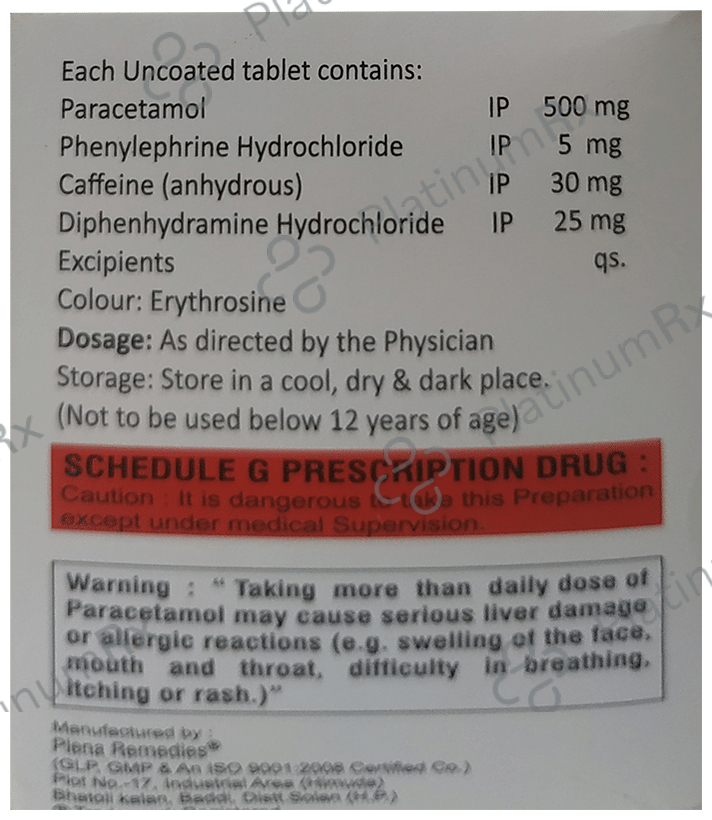 Each Uncoated tablet contains:
Paracetamol IP 500 mg
Phenylephrine Hydrochloride IP 5 mg
Caffeine (anhydrous) IP 30 mg
Diphenhydramine Hydrochloride IP 25 mg
Excipients qs.
Colour: Erythrosine
Dosage: As directed by the Physician
Storage: Store in a cool, dry & dark place.
(Not to be used below 12 years of age)
SCHEDULE G PRESCRIPTION DRUG :
Caution : It is dangerous to take this Preparation
except under medical Supervision.
Warning : “ Taking more than daily dose of
Paracetamol may cause serious liver damage
or allergic reactions (e.g. swelling of the face,
mouth and throat, difficulty in breathing,
Itching or rash.)”
Manufactured by :
Plena Remedies®
(GLP, GMP & An ISO 9001:2008 Certified Co.)
Plot No.-17, Industrial Area (Himuda)
Bhatoli Kalan, Baddi, Distt Solan (H.P.)
PlatinumRx